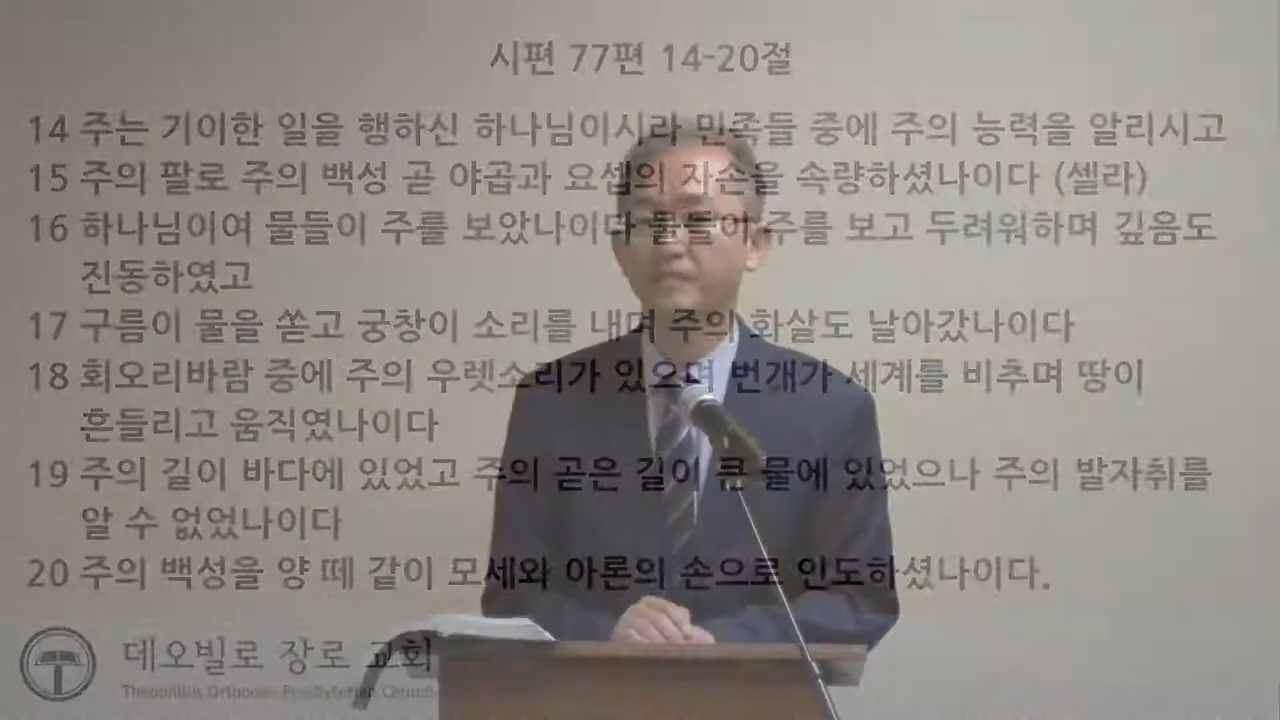 시편 77편 14-20절
14 주는 기이한 일을 행하신 하나님이시라 민족들 중에 주의 능력을 알리시고
15 주의 팔로 주의 백성 곧 야곱과 요셉의 자손을 속량하셨나이다 (셀라)
16 하나님이여 물들이 주를 보았나이다 물들이 주를 보고 두려워하며 깊음도
진동하였고
17 구름이 물을 쏟고 궁창이 소리를 내며 주의 화살도 날아갔나이다
18 회오리바람 중에 주의 우렛소리가 있으며 번개가 세계를 비추며 땅이
흔들리고 움직였나이다
19 주의 길이 바다에 있었고 주의 곧은 길이 큰 물에 있었으나 주의 발자취를
알 수 없었나이다
20 주의 백성을 양 떼 같이 모세와 아론의 손으로 인도하셨나이다.
데오빌로 장로 교회
Theophilus Orthodox Presbyterian Church